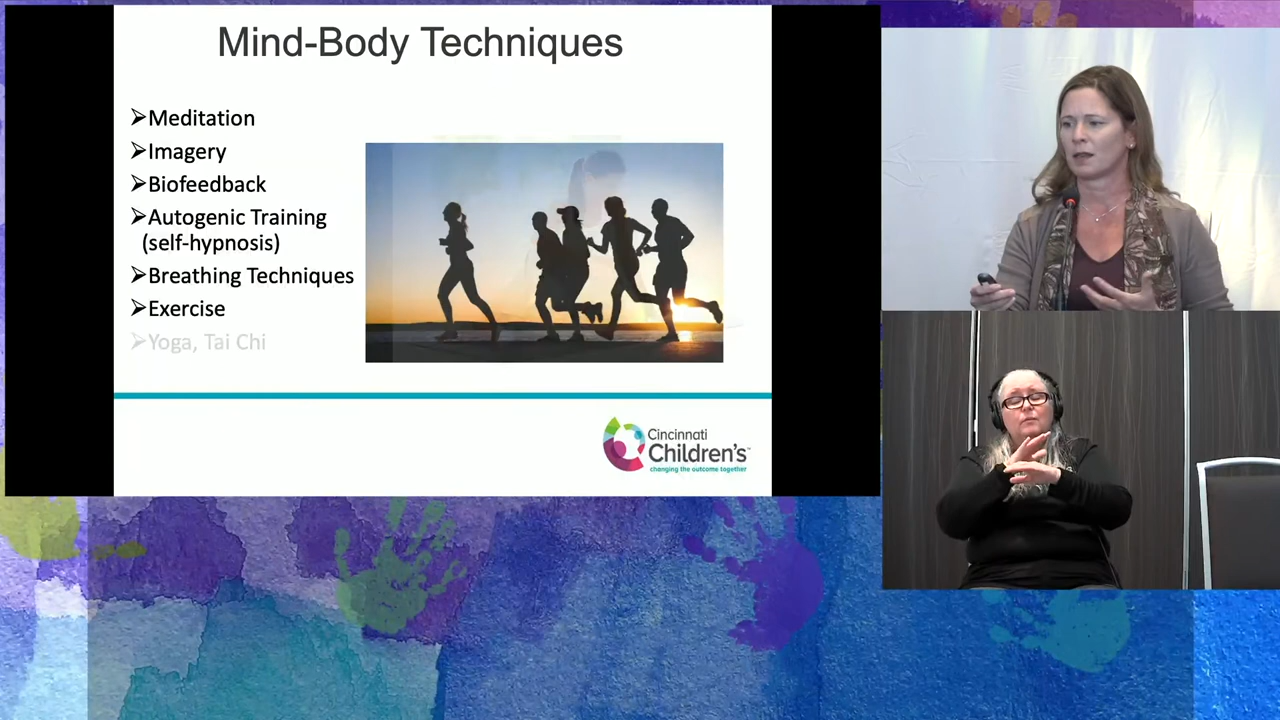 Mind-Body Techniques
➢Meditation
➢Imagery
➢Biofeedback
➢Autogenic Training
(self-hypnosis)
➢Breathing Techniques
➢Exercise
➢Yoga, Tai Chi
Cincinnati
Children's™
changing the outcome together